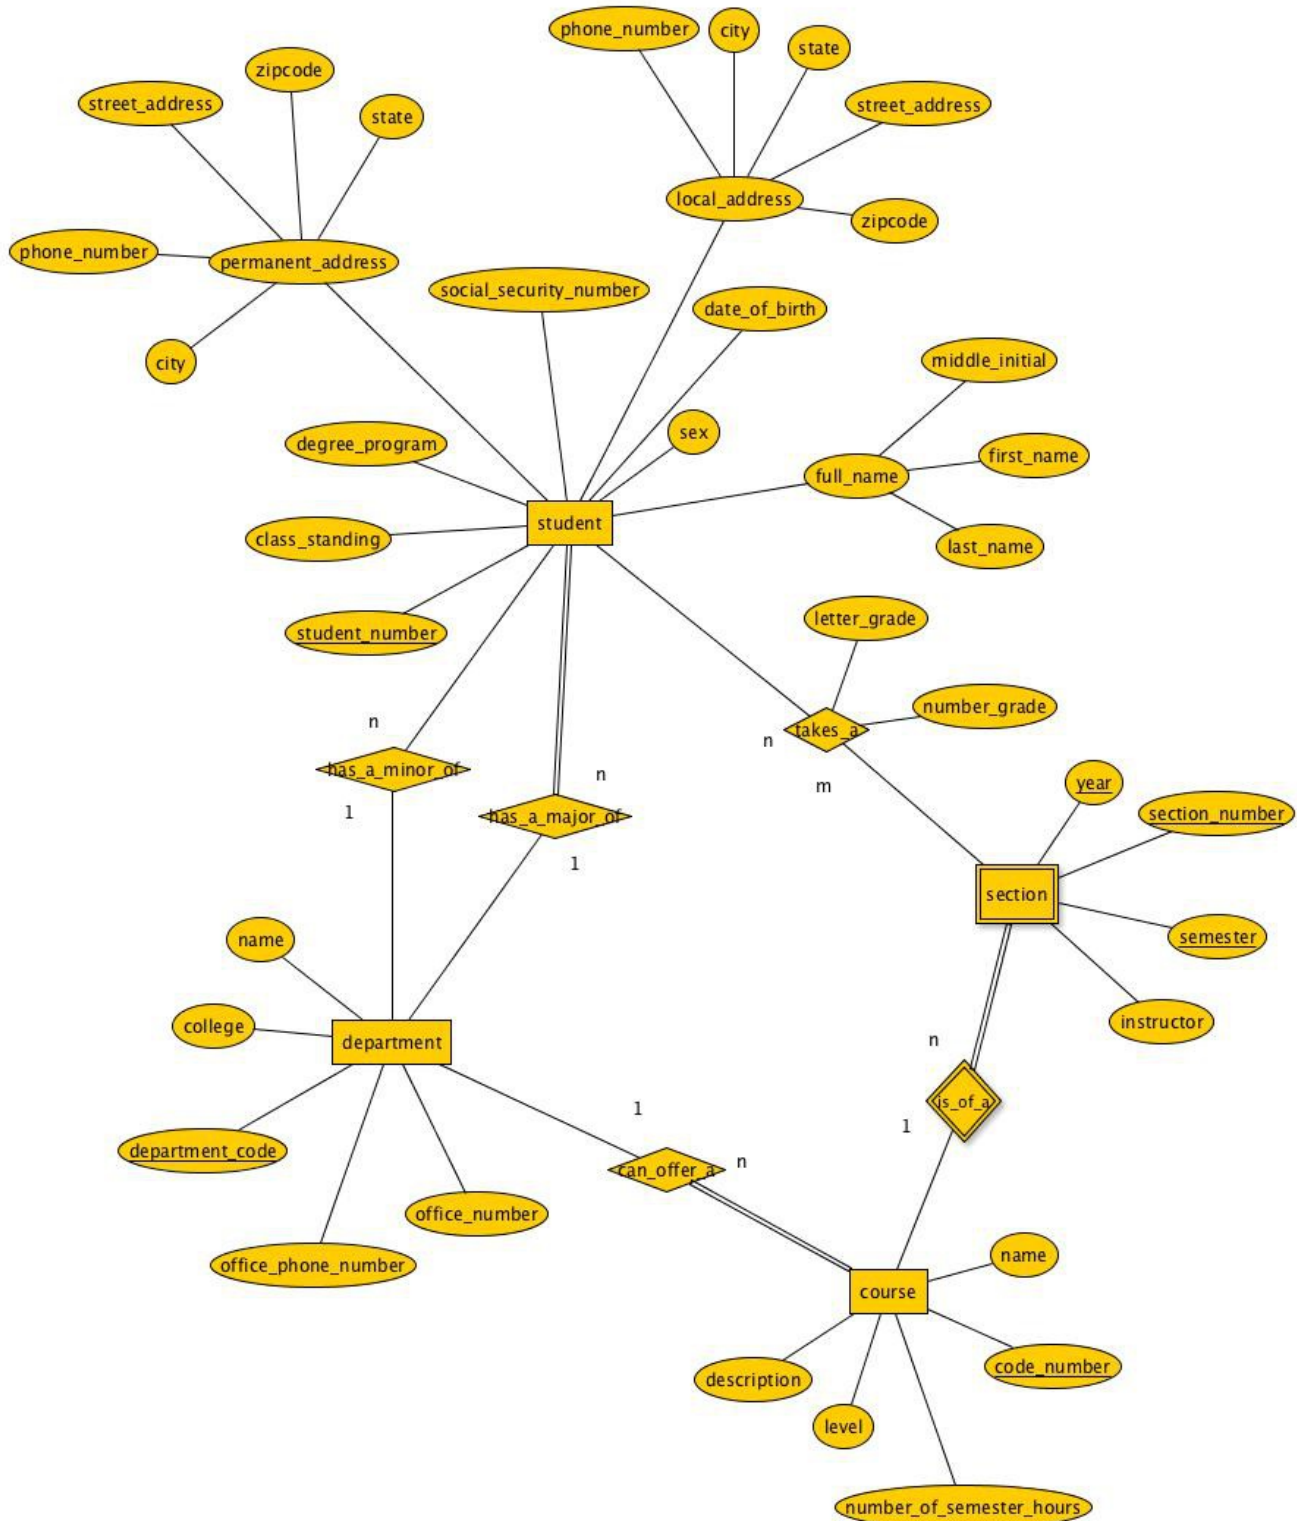 phone_number
city
state
zipcode
street_address
state
street_address
local_address
zipcode
phone_number
permanent_address
social_security_number
date_of_birth
city
middle_initial
sex
degree_program
first_name
full_name
student
class_standing
last_name
letter_grade
student_number
number_grade
n
takes_a
n
has_a_minor_of
n
m
year
1
has_a_major_of
section_number
1
section
name
semester
college
instructor
department
n
is_of_a
1
1
department_code
can_offer_a
n
office_number
office_phone_number
name
course
code_number
description
level
number_of_semester_hours